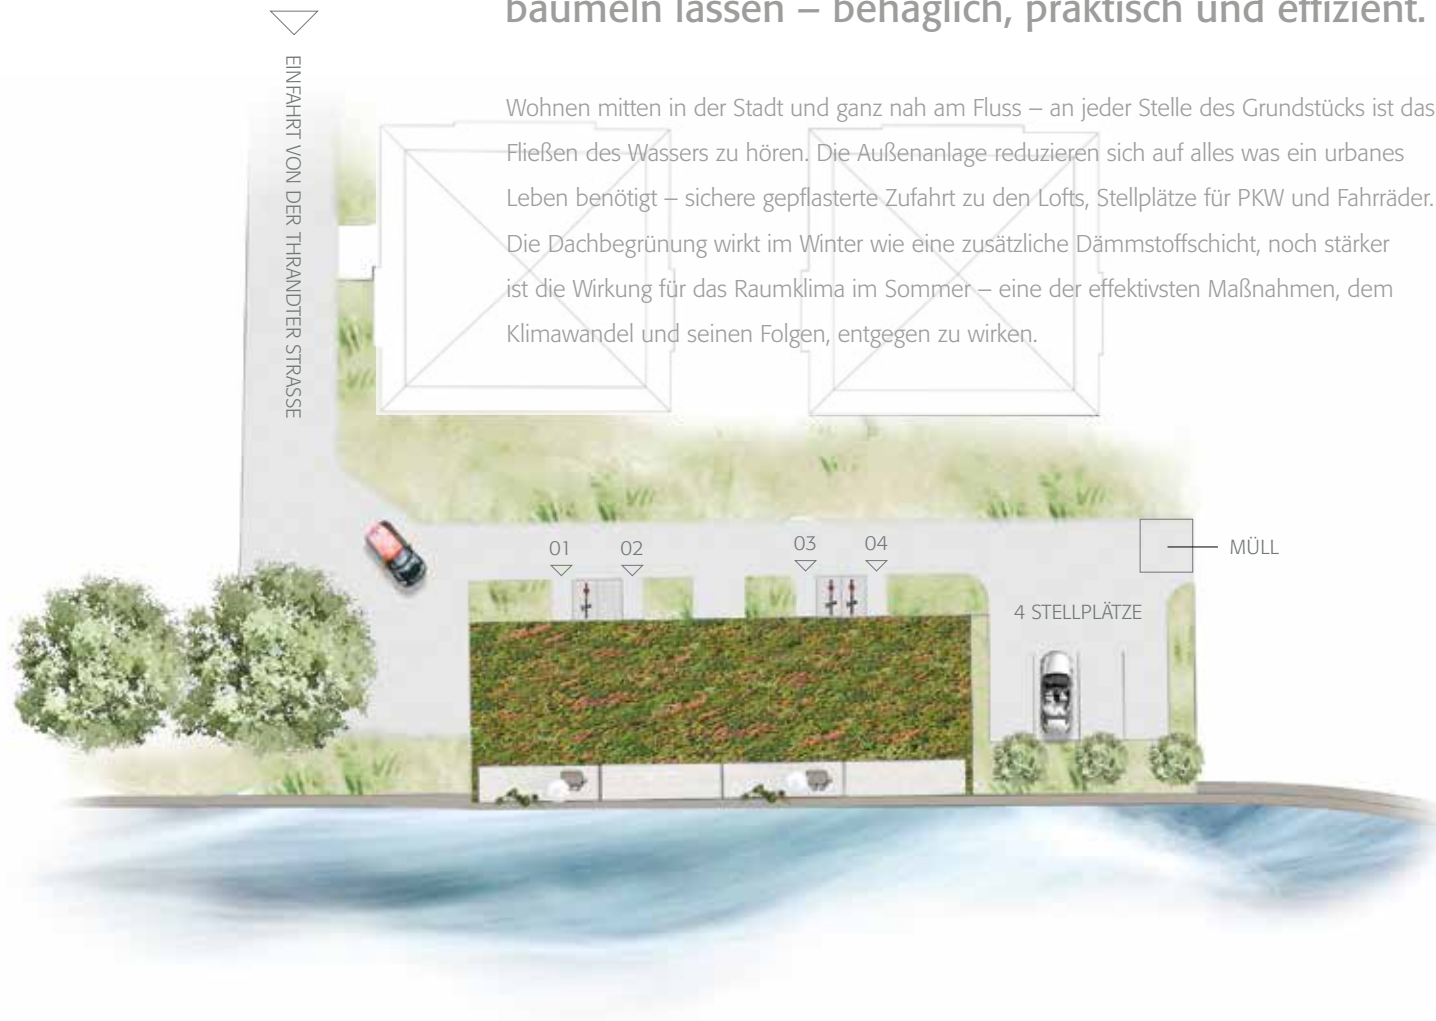 baumeln lassen – behaglich, praktisch und effizient.
EINFAHRT VON DER THRANDTER STRASSE
Wohnen mitten in der Stadt und ganz nah am Fluss – an jeder Stelle des Grundstücks ist das
Fließen des Wassers zu hören. Die Außenanlage reduzieren sich auf alles was ein urbanes
Leben benötigt – sichere gepflasterte Zufahrt zu den Lofts, Stellplätze für PKW und Fahrräder.
Die Dachbegrünung wirkt im Winter wie eine zusätzliche Dämmstoffschicht, noch stärker
ist die Wirkung für das Raumklima im Sommer – eine der effektivsten Maßnahmen, dem
Klimawandel und seinen Folgen, entgegen zu wirken.
01 02 03 04
MÜLL
4 STELLPLÄTZE